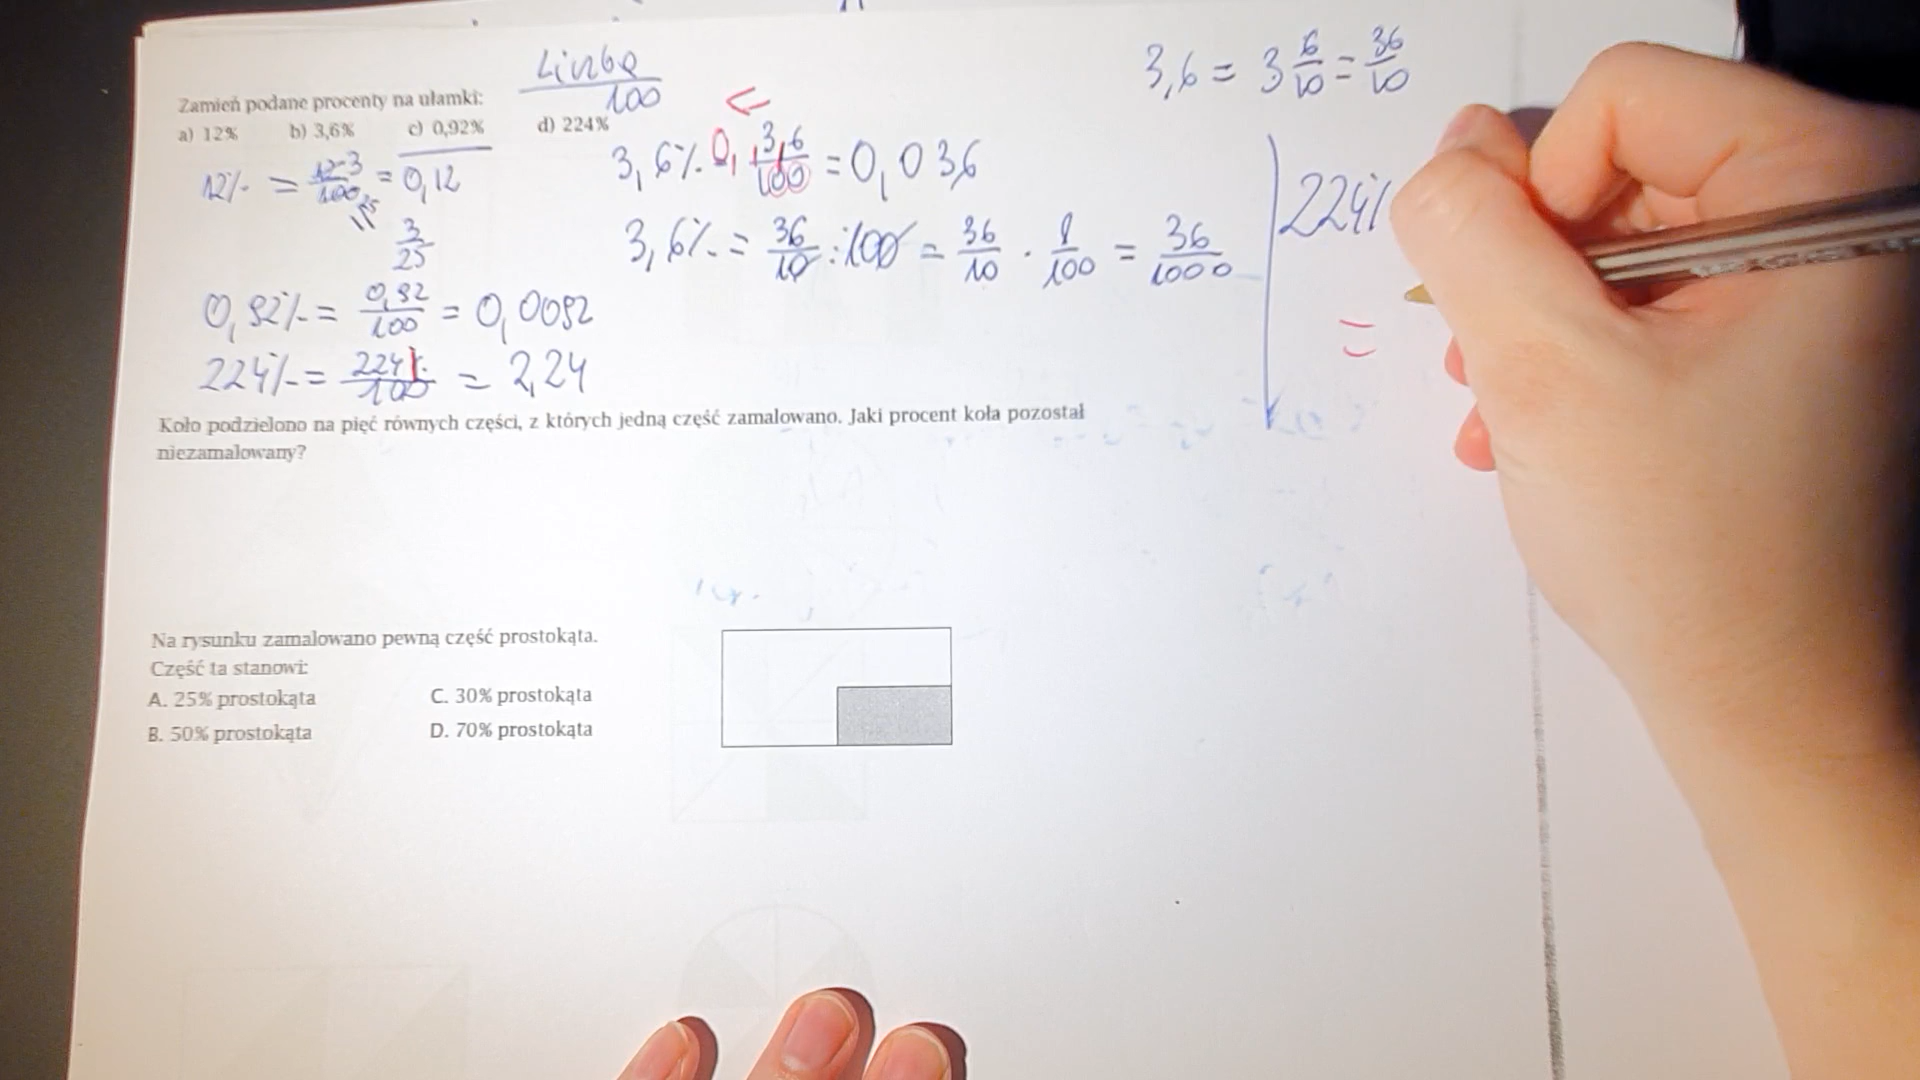 Liczba
100
3,6 = 3 6/10 = 36/10
Zamień podane procenty na ułamki:
a) 12% b) 3,6% c) 0,92% d) 224%
12% = 12 3/100 25 = 0,12
3/25
3,6% 0, 3,6/100 = 0,036
3,6% = 36/10 : 100 = 36/10 · 1/100 = 36/1000
224%
=
0,92% = 0,92/100 = 0,0092
224% = 224/100 = 2,24
Koło podzielono na pięć równych części, z których jedną część zamalowano. Jaki procent koła pozostał
niezamalowany?
Na rysunku zamalowano pewną część prostokąta.
Część ta stanowi:
A. 25% prostokąta C. 30% prostokąta
B. 50% prostokąta D. 70% prostokąta